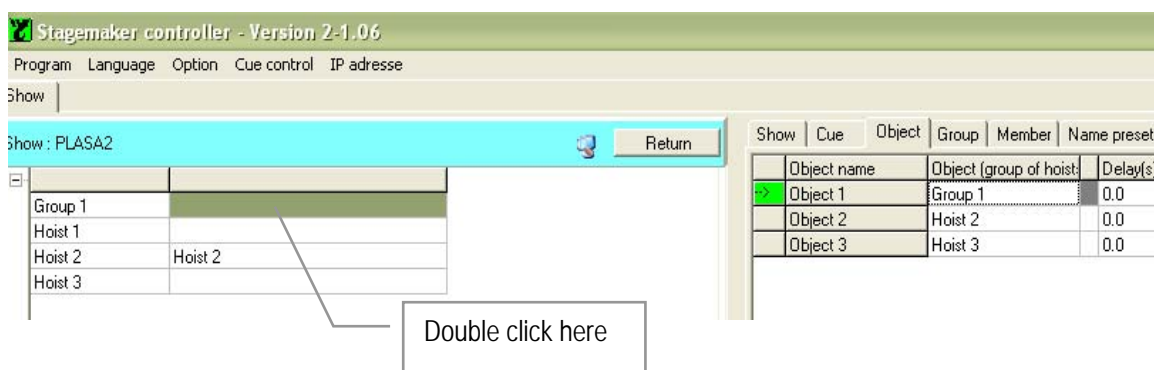 Stagemaker controller - Version 2-1.06
Program Language Option Cue control IP adresse
Show
Show : PLASA2 Return
Group 1
Hoist 1
Hoist 2 Hoist 2
Hoist 3
Show Cue Object Group Member Name preset
Object name Object (group of hoist: Delay(s
--> Object 1 Group 1 0.0
Object 2 Hoist 2 0.0
Object 3 Hoist 3 0.0
Double click here